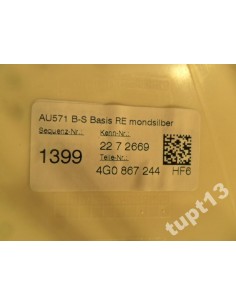 AU571 B-S Basis RE mondsilber
Sequenz-Nr.: Kenn-Nr.:
1399 22 7 2669
Teile-Nr.:
4G0 867 244 HF6
tupt13